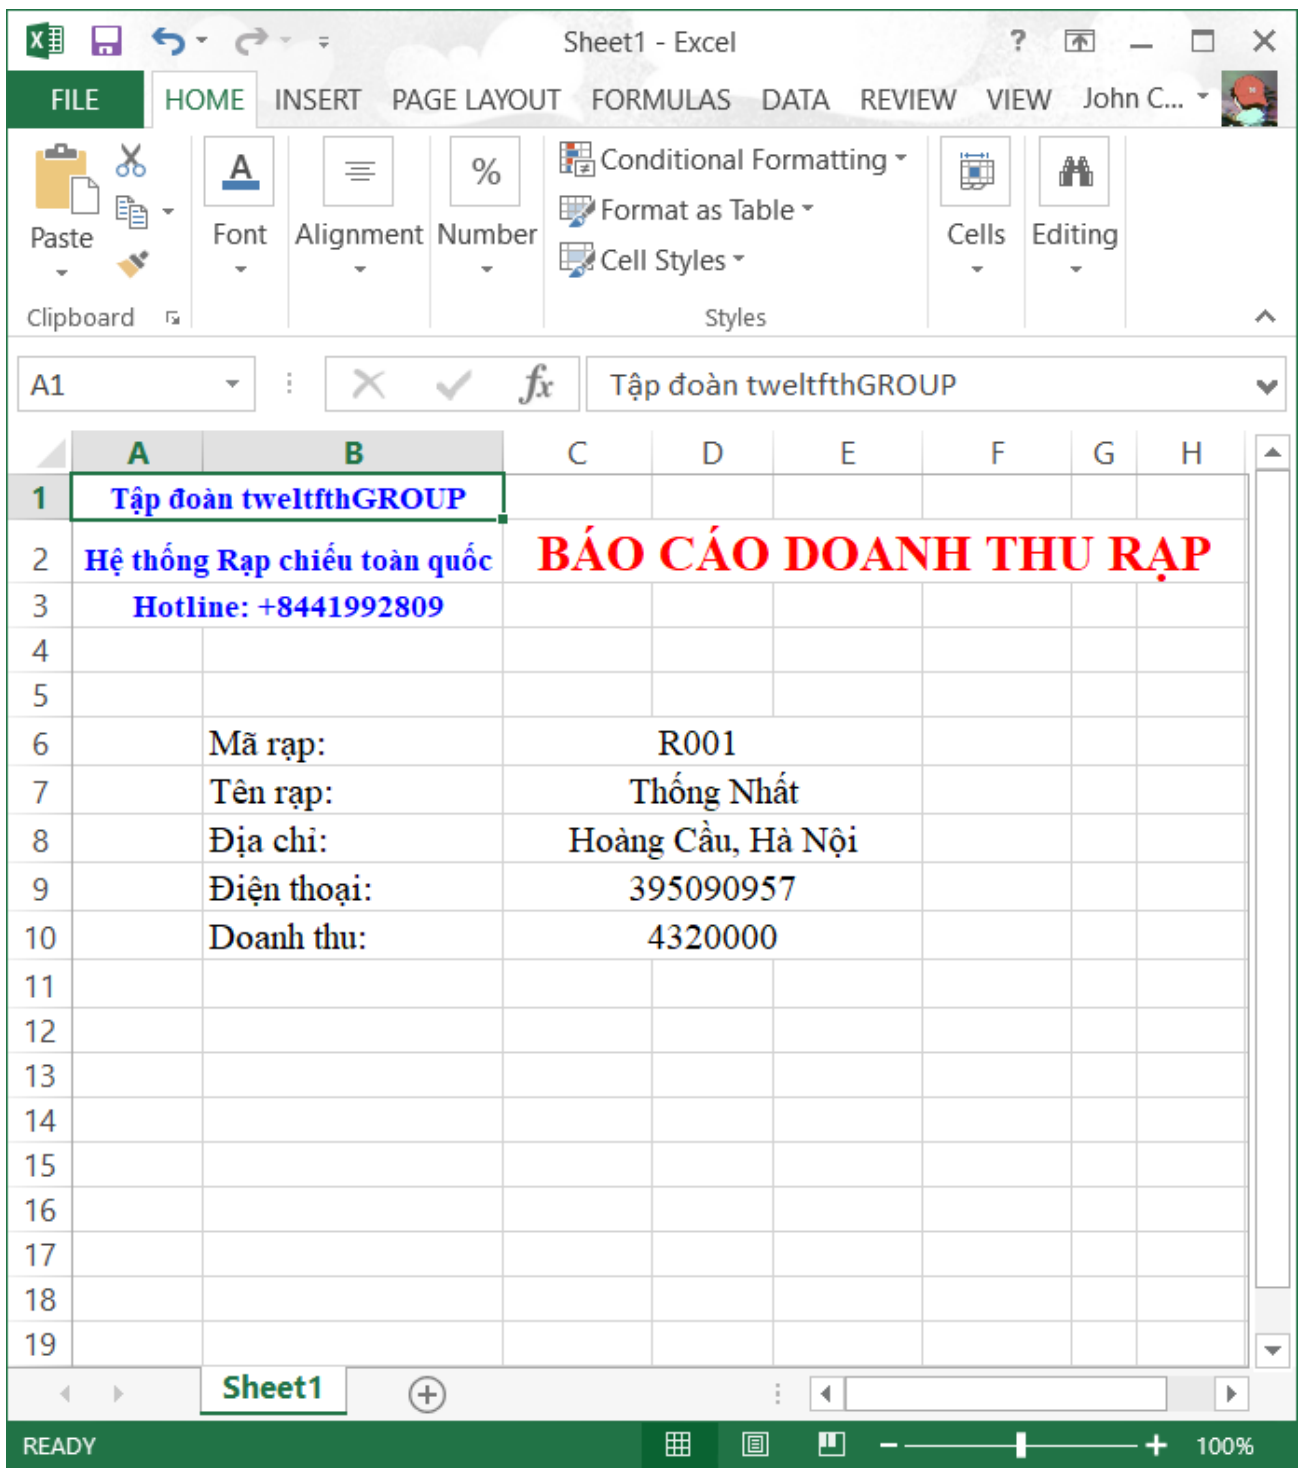 Sheet1 - Excel
?
FILE HOME INSERT PAGE LAYOUT FORMULAS DATA REVIEW VIEW John C...
Paste
Clipboard
A
Font
Alignment
%
Number
Conditional Formatting
Format as Table
Cell Styles
Styles
Cells
Editing
A1 fx Tập đoàn tweltfthGROUP
A B C D E F G H
1 Tập đoàn tweltfthGROUP
2 Hệ thống Rạp chiếu toàn quốc BÁO CÁO DOANH THU RẠP
3 Hotline: +8441992809
4
5
6 Mã rạp: R001
7 Tên rạp: Thống Nhất
8 Địa chỉ: Hoàng Cầu, Hà Nội
9 Điện thoại: 395090957
10 Doanh thu: 4320000
11
12
13
14
15
16
17
18
19
Sheet1
READY 100%